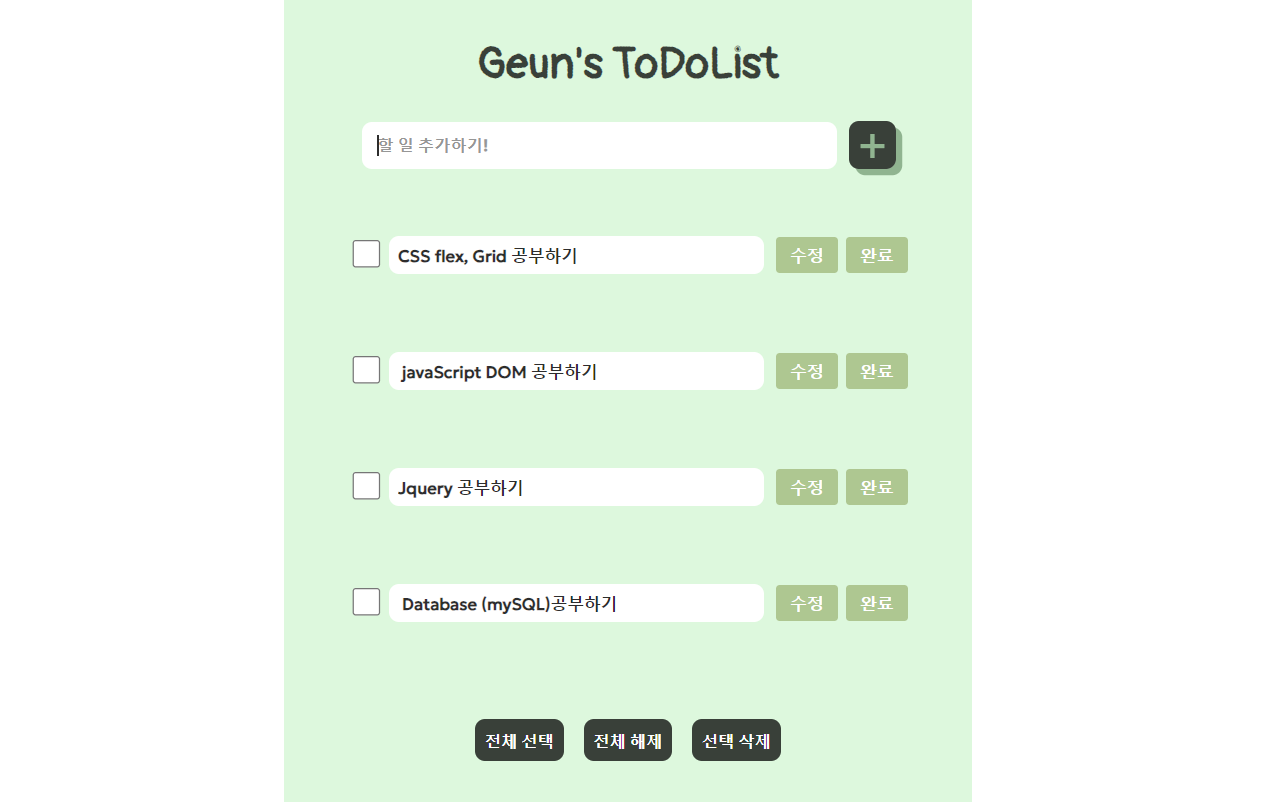 Geun's ToDoList
할 일 추가하기!
CSS flex, Grid 공부하기 수정 완료
javaScript DOM 공부하기 수정 완료
Jquery 공부하기 수정 완료
Database (mySQL)공부하기 수정 완료
전체 선택 전체 해제 선택 삭제